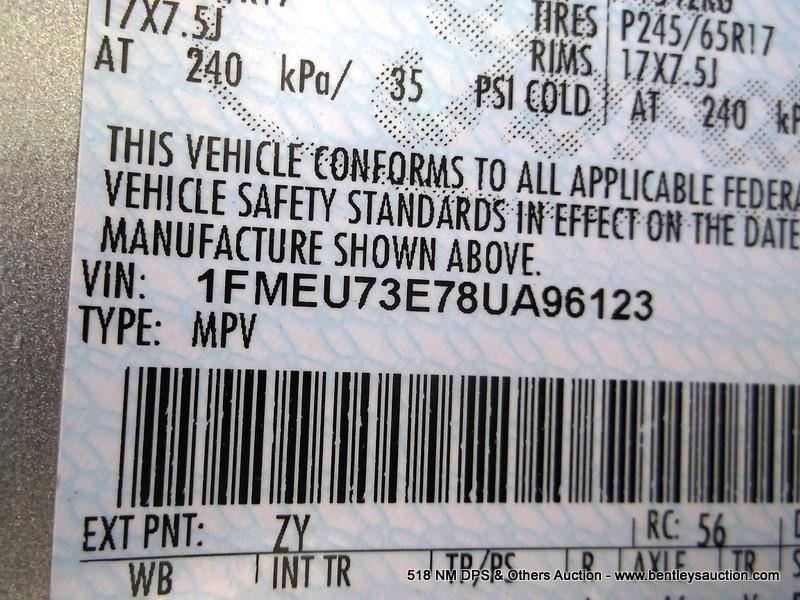 17X7.5J TIRES P245/65R17
AT 240 kPa/ 35 PSI COLD RIMS 17X7.5J
AT 240
THIS VEHICLE CONFORMS TO ALL APPLICABLE
VEHICLE SAFETY STANDARDS IN EFFECT ON THE DATE
MANUFACTURE SHOWN ABOVE.
VIN: 1FMEU73E78UA96123
TYPE: MPV
EXT PNT: ZY RC: 56
WB INT TR TP/PS R AXLE TR
518 NM DPS & Others Auction - www.bentleysauction.com